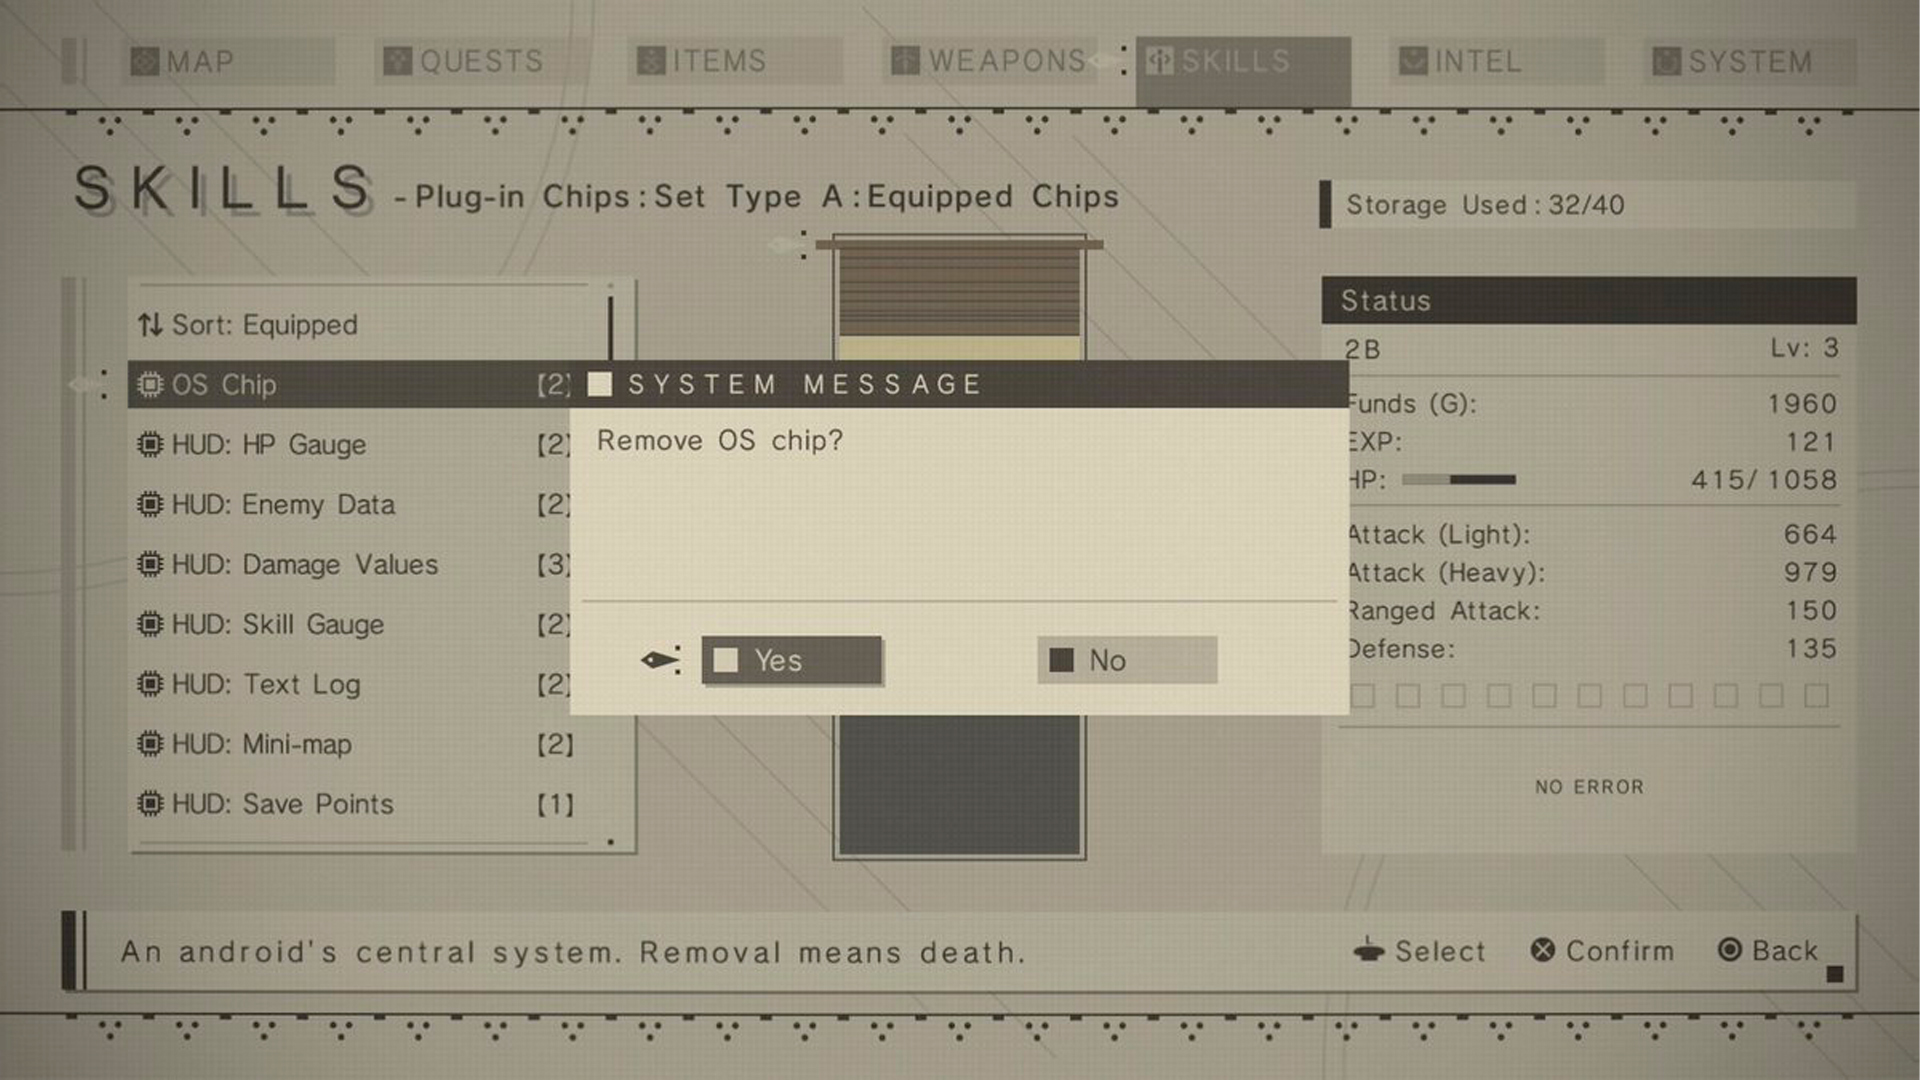 MAP QUESTS ITEMS WEAPONS SKILLS INTEL SYSTEM
SKILLS - Plug-in Chips : Set Type A : Equipped Chips
Storage Used : 32/40
Sort: Equipped
OS Chip [2]
HUD: HP Gauge [2]
HUD: Enemy Data [2]
HUD: Damage Values [3]
HUD: Skill Gauge [2]
HUD: Text Log [2]
HUD: Mini-map [2]
HUD: Save Points [1]
SYSTEM MESSAGE
Remove OS chip?
Yes No
Status
2B Lv: 3
Funds (G): 1960
EXP: 121
HP: 415/ 1058
Attack (Light): 664
Attack (Heavy): 979
Ranged Attack: 150
Defense: 135
NO ERROR
An android's central system. Removal means death.
L Select Confirm Back